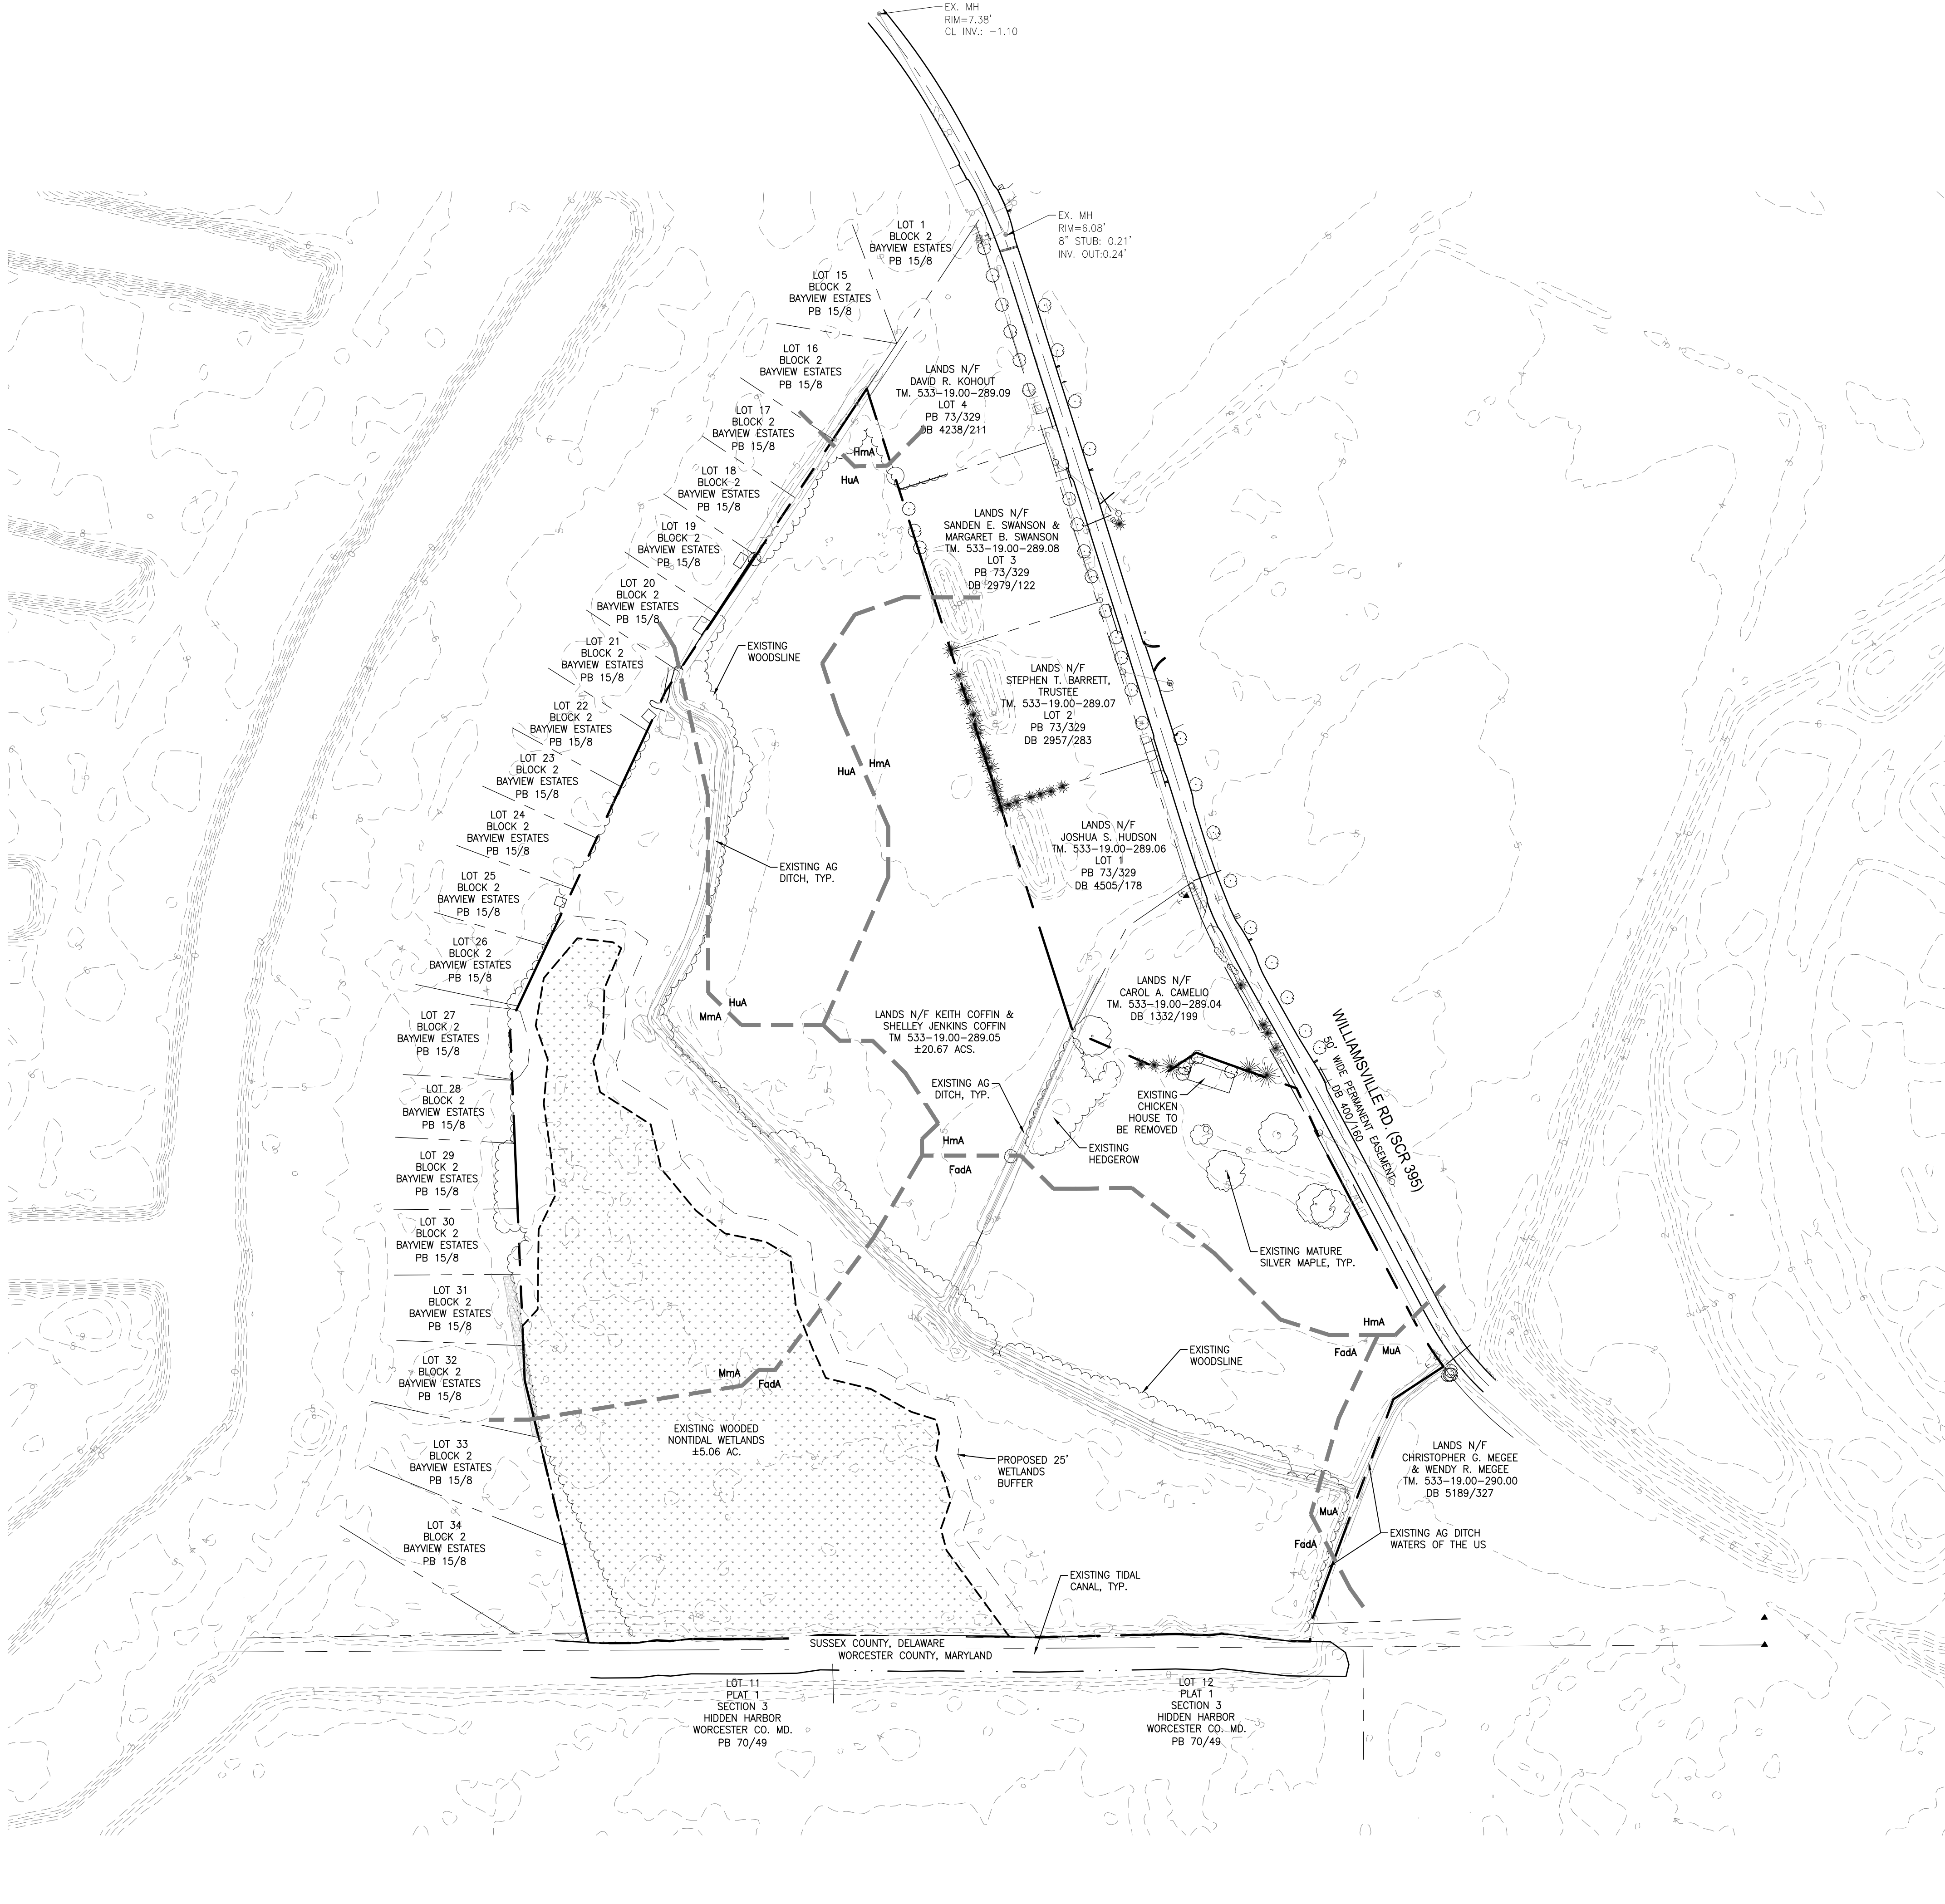 EX. MH
RIM=7.38'
CL INV.: -1.10
EX. MH
RIM=6.08'
8" STUB: 0.21'
INV. OUT:0.24'
LOT 1
BLOCK 2
BAYVIEW ESTATES
PB 15/8
LOT 15
BLOCK 2
BAYVIEW ESTATES
PB 15/8
LOT 16
BLOCK 2
BAYVIEW ESTATES
PB 15/8
LANDS N/F
DAVID R. KOHOUT
TM. 533-19.00-289.09
LOT 4
PB 73/329
DB 4238/211
LOT 17
BLOCK 2
BAYVIEW ESTATES
PB 15/8
HmA
HuA
LOT 18
BLOCK 2
BAYVIEW ESTATES
PB 15/8
LANDS N/F
SANDEN E. SWANSON &
MARGARET B. SWANSON
TM. 533-19.00-289.08
LOT 3
PB 73/329
DB 2979/122
LOT 19
BLOCK 2
BAYVIEW ESTATES
PB 15/8
LOT 20
BLOCK 2
BAYVIEW ESTATES
PB 15/8
LOT 21
BLOCK 2
BAYVIEW ESTATES
PB 15/8
EXISTING
WOODSLINE
LANDS N/F
STEPHEN T. BARRETT,
TRUSTEE
TM. 533-19.00-289.07
LOT 2
PB 73/329
DB 2957/283
LOT 22
BLOCK 2
BAYVIEW ESTATES
PB 15/8
LOT 23
BLOCK 2
BAYVIEW ESTATES
PB 15/8
HuA
HmA
LOT 24
BLOCK 2
BAYVIEW ESTATES
PB 15/8
LANDS N/F
JOSHUA S. HUDSON
TM. 533-19.00-289.06
LOT 1
PB 73/329
DB 4505/178
EXISTING AG
DITCH, TYP.
LOT 25
BLOCK 2
BAYVIEW ESTATES
PB 15/8
LOT 26
BLOCK 2
BAYVIEW ESTATES
PB 15/8
LANDS N/F
CAROL A. CAMELIO
TM. 533-19.00-289.04
DB 1332/199
HuA
MmA
LANDS N/F KEITH COFFIN &
SHELLEY JENKINS COFFIN
TM 533-19.00-289.05
±20.67 ACS.
LOT 27
BLOCK 2
BAYVIEW ESTATES
PB 15/8
WILLIAMSVILLE RD. (SCR 395)
50' WIDE PERMANENT EASEMENT
DB 400/160
LOT 28
BLOCK 2
BAYVIEW ESTATES
PB 15/8
EXISTING AG
DITCH, TYP.
EXISTING
CHICKEN
HOUSE TO
BE REMOVED
HmA
FadA
EXISTING
HEDGEROW
LOT 29
BLOCK 2
BAYVIEW ESTATES
PB 15/8
LOT 30
BLOCK 2
BAYVIEW ESTATES
PB 15/8
EXISTING MATURE
SILVER MAPLE, TYP.
LOT 31
BLOCK 2
BAYVIEW ESTATES
PB 15/8
HmA
FadA
MuA
LOT 32
BLOCK 2
BAYVIEW ESTATES
PB 15/8
MmA
FadA
EXISTING
WOODSLINE
EXISTING WOODED
NONTIDAL WETLANDS
±5.06 AC.
LOT 33
BLOCK 2
BAYVIEW ESTATES
PB 15/8
PROPOSED 25'
WETLANDS
BUFFER
LANDS N/F
CHRISTOPHER G. MEGEE
& WENDY R. MEGEE
TM. 533-19.00-290.00
DB 5189/327
MuA
FadA
EXISTING AG DITCH
WATERS OF THE US
LOT 34
BLOCK 2
BAYVIEW ESTATES
PB 15/8
EXISTING TIDAL
CANAL, TYP.
SUSSEX COUNTY, DELAWARE
WORCESTER COUNTY, MARYLAND
LOT 11
PLAT 1
SECTION 3
HIDDEN HARBOR
WORCESTER CO. MD.
PB 70/49
LOT 12
PLAT 1
SECTION 3
HIDDEN HARBOR
WORCESTER CO. MD.
PB 70/49